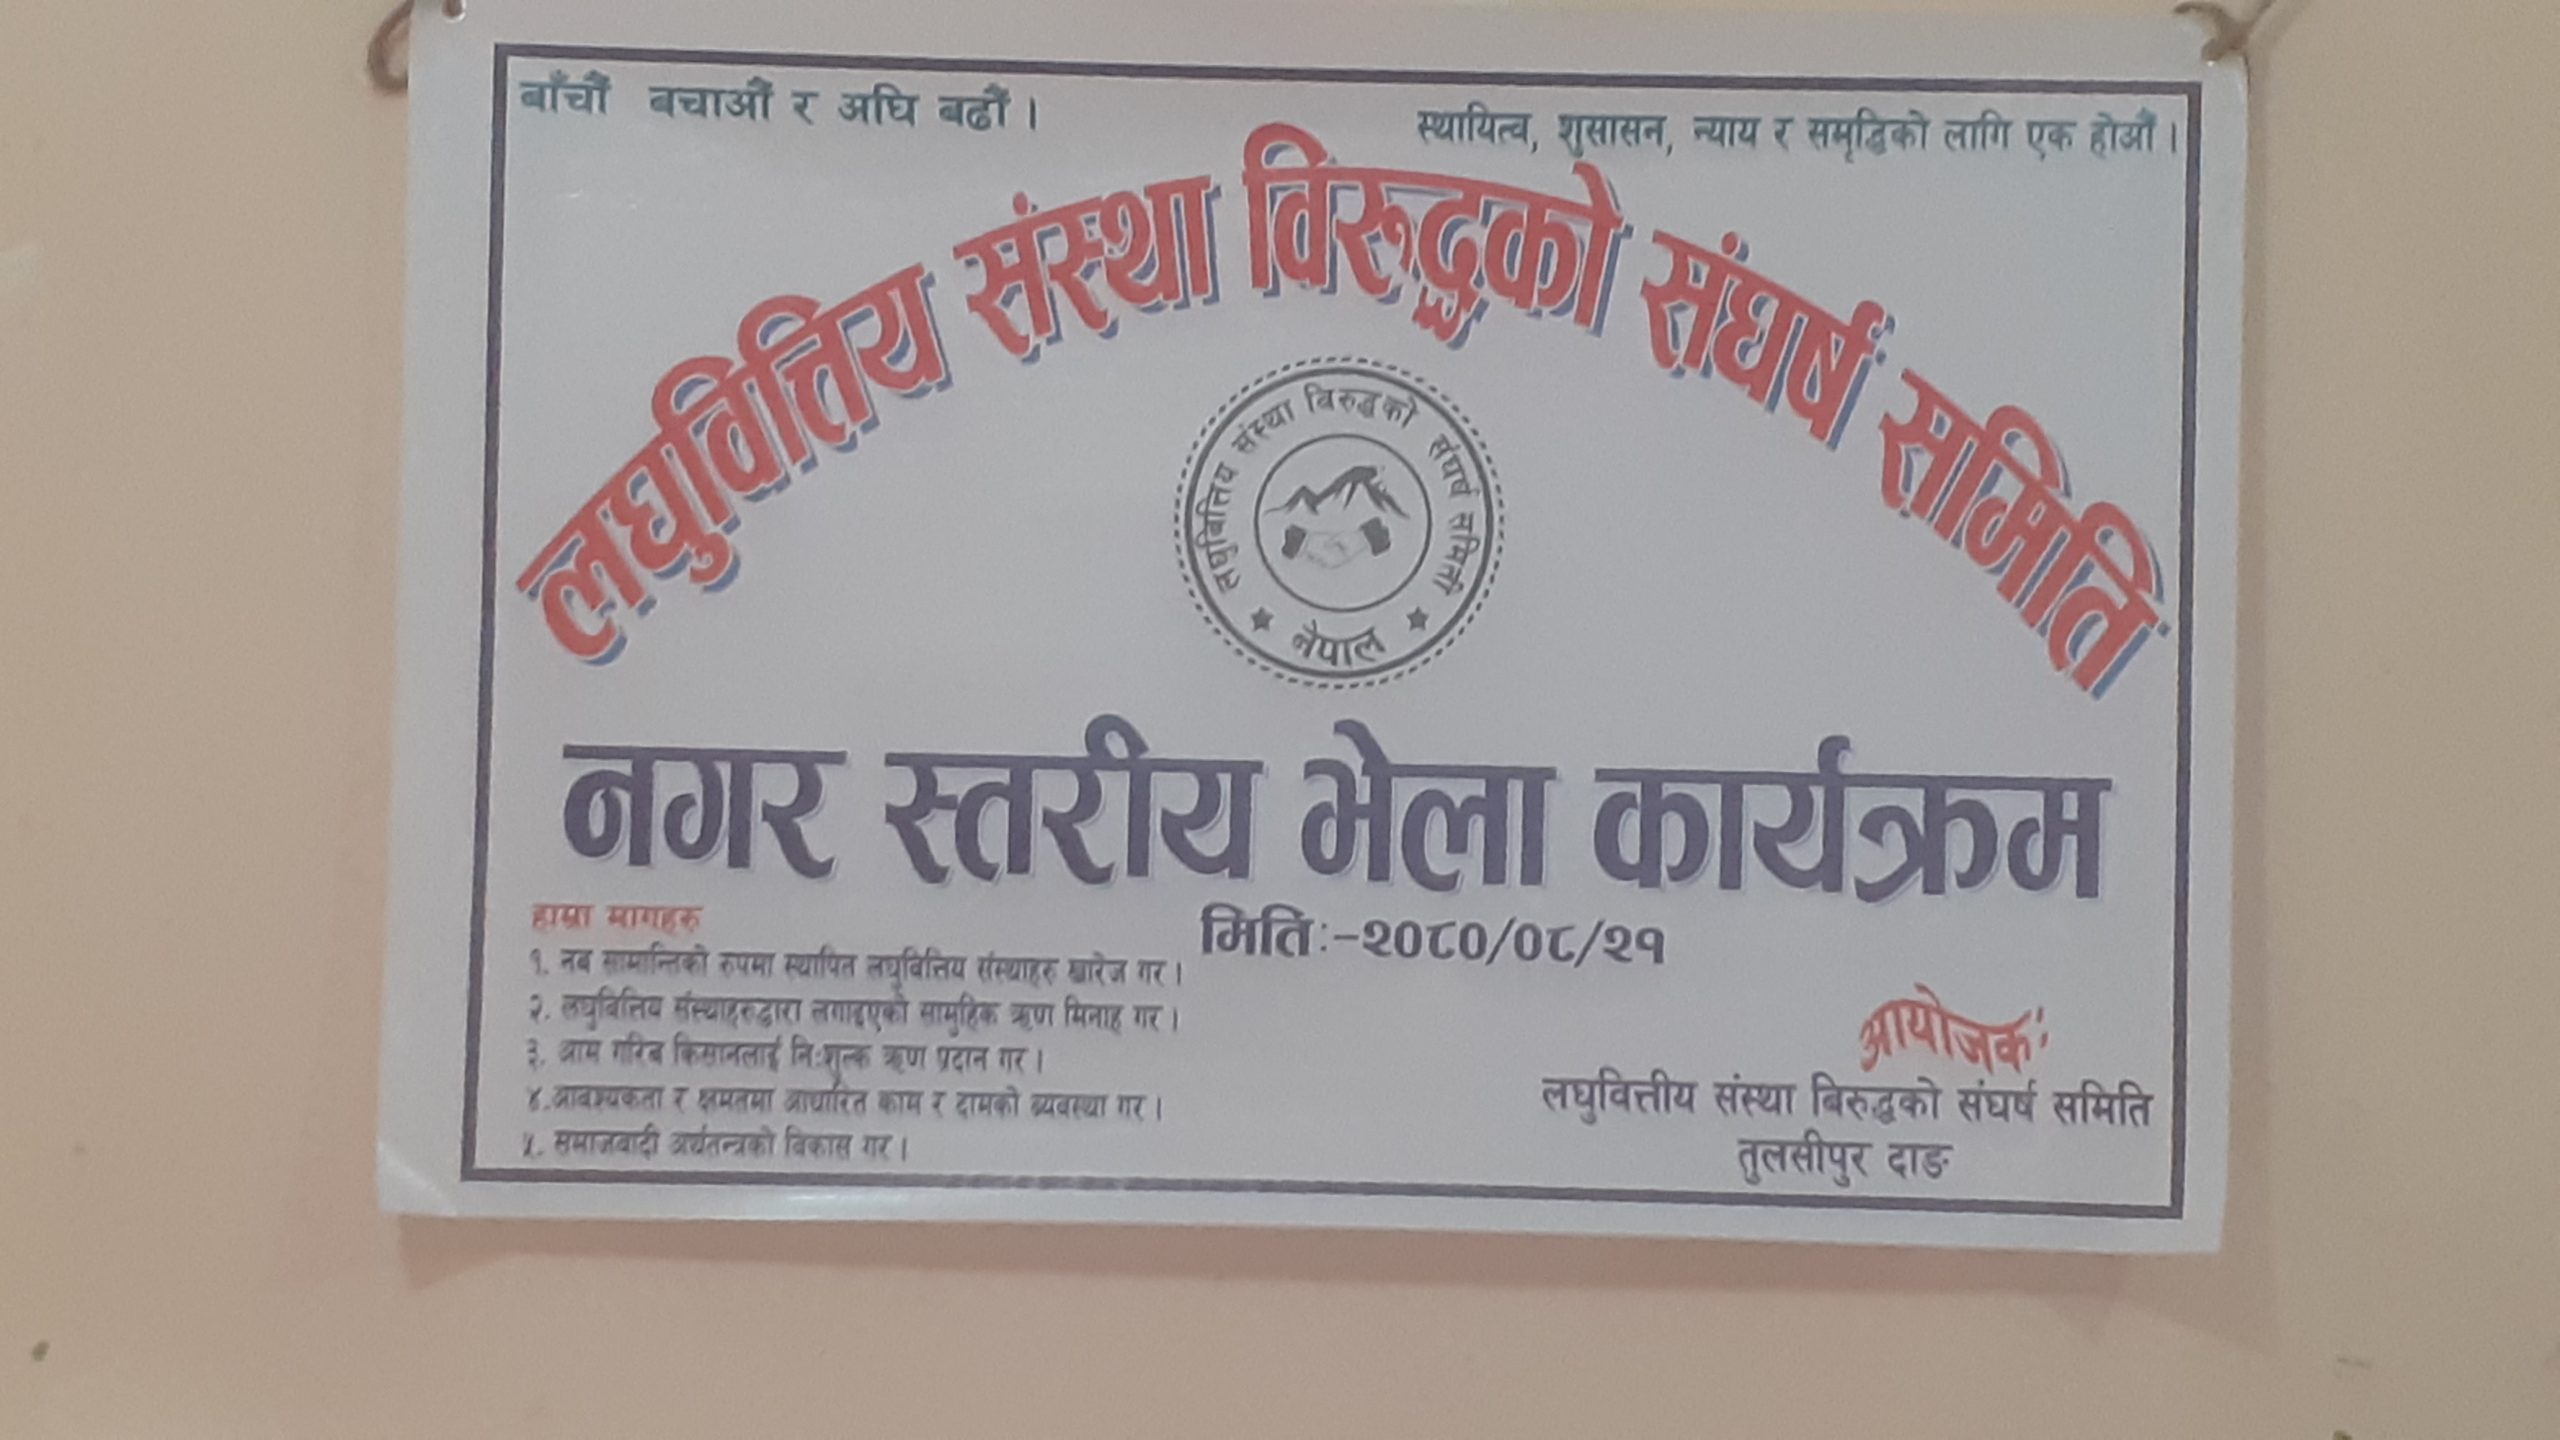 बाँचौं बचाऔं र अघि बढौं ।
स्थायित्व, शुसासन, न्याय र समृद्धिको लागि एक होऔं ।
लघुवित्तिय संस्था विरूद्धको संघर्ष समिति
लघुबित्तिय संस्था बिरुद्धको संघर्ष समिती
नेपाल
नगर स्तरीय भेला कार्यक्रम
मिति:-२०८०/०८/२१
हाम्रा मागहरु
१. नव सामान्तिको रुपमा स्थापित लघुवित्तिय संस्थाहरु खारेज गर ।
२. लघुबित्तिय संस्थाहरुद्धारा लगाइएको सामुहिक ऋण मिनाह गर ।
३. आम गरिब किसानलाई नि:शुल्क ऋण प्रदान गर ।
४. आवश्यकता र क्षमतमा आधारित काम र दामको व्यवस्था गर ।
५. समाजवादी अर्थतन्त्रको विकास गर ।
आयोजक:
लघुवित्तीय संस्था बिरुद्धको संघर्ष समिति
तुलसीपुर दाङ